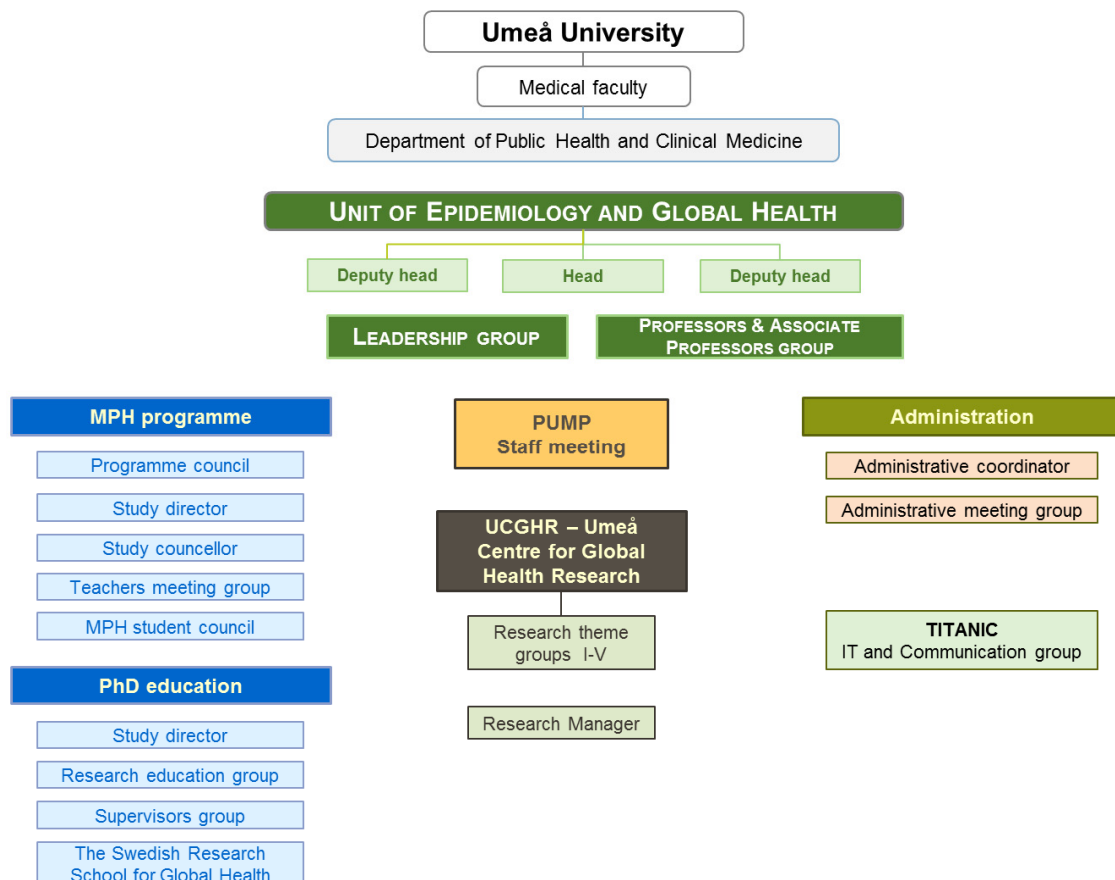 Umeå University
Medical faculty
Department of Public Health and Clinical Medicine
UNIT OF EPIDEMIOLOGY AND GLOBAL HEALTH
Deputy head
Head
Deputy head
LEADERSHIP GROUP
PROFESSORS & ASSOCIATE
PROFESSORS GROUP
MPH programme
Programme council
Study director
Study councellor
Teachers meeting group
MPH student council
PhD education
Study director
Research education group
Supervisors group
The Swedish Research
School for Global Health
PUMP
Staff meeting
UCGHR – Umeå
Centre for Global
Health Research
Research theme
groups I-V
Research Manager
Administration
Administrative coordinator
Administrative meeting group
TITANIC
IT and Communication group